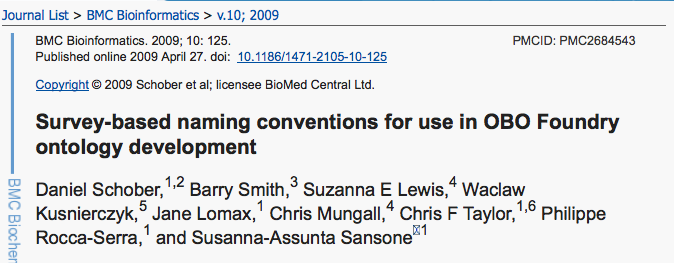 Journal List > BMC Bioinformatics > v.10; 2009
BMC Bioinformatics. 2009; 10: 125. PMCID: PMC2684543
Published online 2009 April 27. doi: 10.1186/1471-2105-10-125
Copyright © 2009 Schober et al; licensee BioMed Central Ltd.
Survey-based naming conventions for use in OBO Foundry
ontology development
Daniel Schober,1,2 Barry Smith,3 Suzanna E Lewis,4 Waclaw
Kusnierczyk,5 Jane Lomax,1 Chris Mungall,4 Chris F Taylor,1,6 Philippe
Rocca-Serra,1 and Susanna-Assunta Sansone1
BMC Biochem